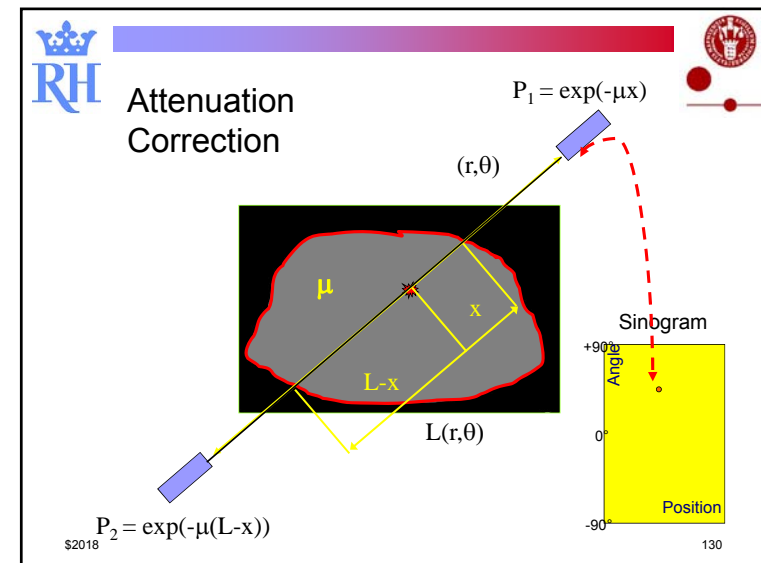 RH
Attenuation
Correction
P₁ = exp(-μx)
(r,θ)
μ
x
L-x
L(r,θ)
P₂ = exp(-μ(L-x))
Sinogram
+90°
Angle
0°
-90°
Position
$2018
130